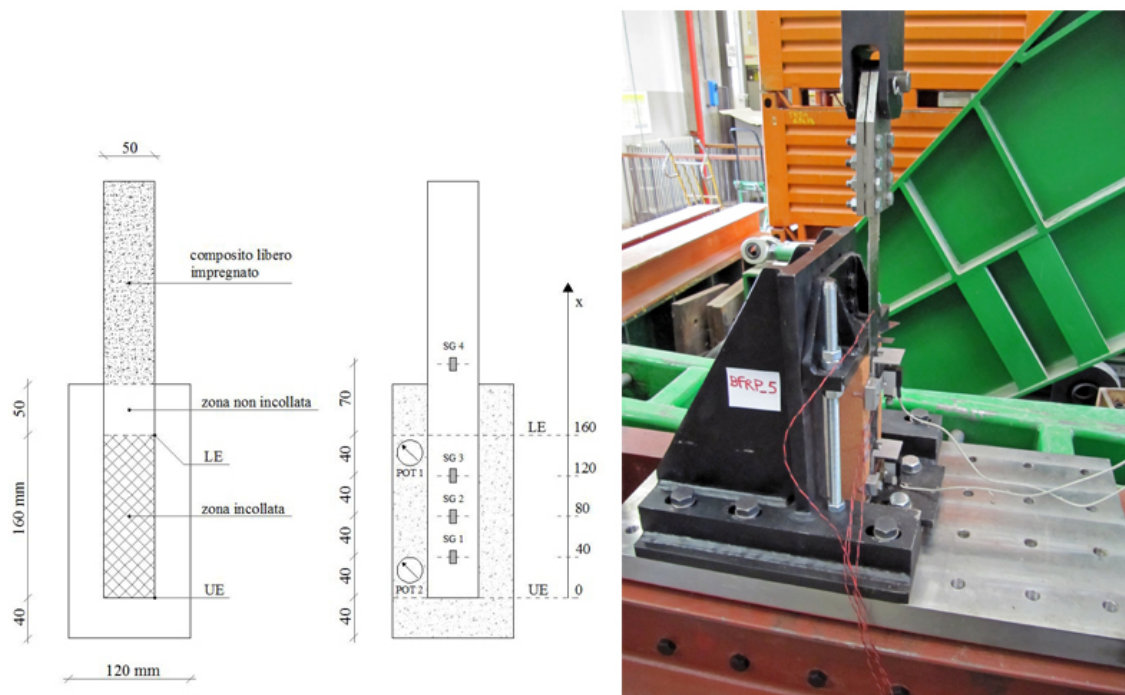 50
composito libero
impregnato
50
zona non incollata
LE
160 mm
zona incollata
UE
40
120 mm
x
SG 4
70
LE
160
40
POT 1
SG 3
120
40
SG 2
80
40
SG 1
40
40
POT 2
UE
0
40
BFRP_5